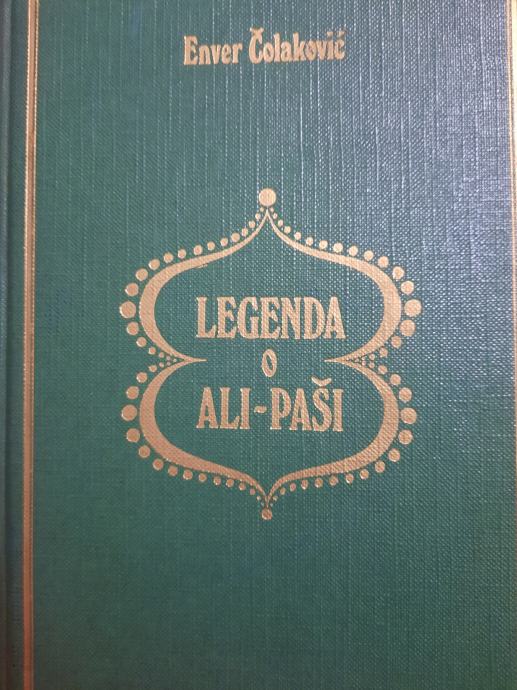 Enver Čolaković
LEGENDA
O
ALI-PAŠI